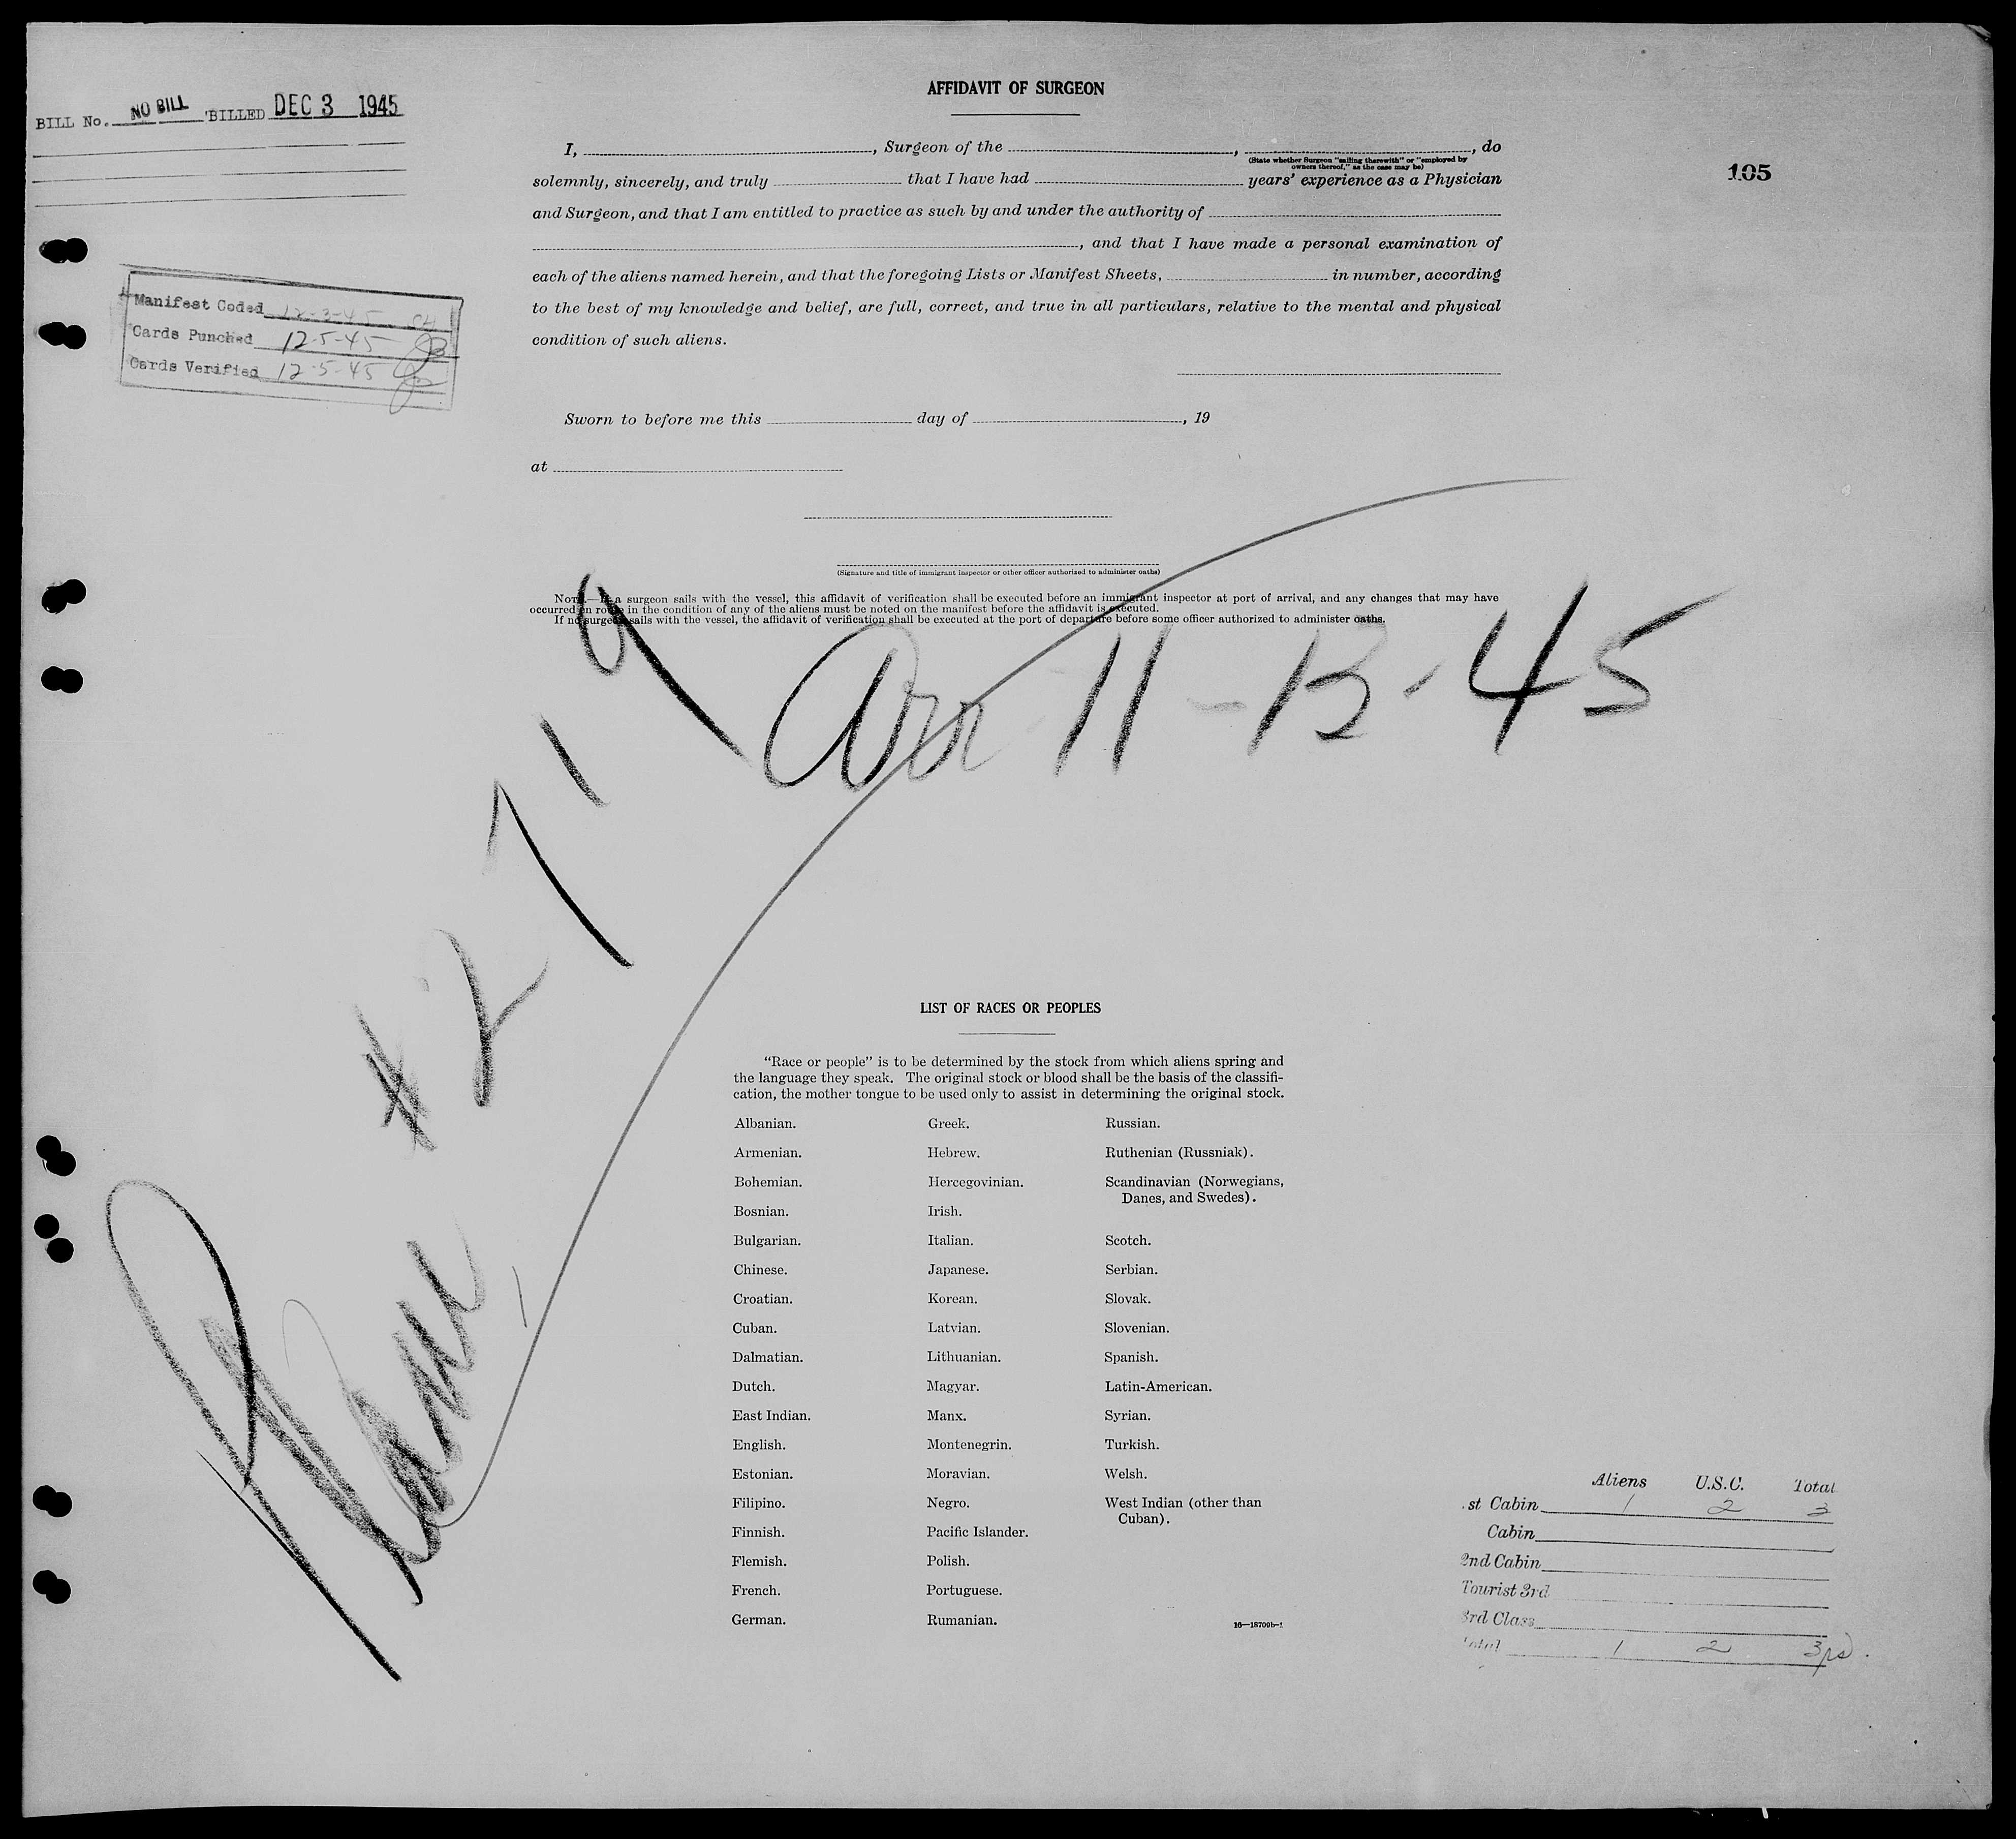 BILL No. NO BILL BILLED DEC 3 1945
Manifest Coded 12-3-45
Cards Punched 12-5-45
Cards Verified 12-5-45
105
AFFIDAVIT OF SURGEON
I, , Surgeon of the , , do
(State whether Surgeon "sailing therewith" or "employed by
owners thereof," as the case may be)
solemnly, sincerely, and truly that I have had years' experience as a Physician
and Surgeon, and that I am entitled to practice as such by and under the authority of
, and that I have made a personal examination of
each of the aliens named herein, and that the foregoing Lists or Manifest Sheets, in number, according
to the best of my knowledge and belief, are full, correct, and true in all particulars, relative to the mental and physical
condition of such aliens.
Sworn to before me this day of , 19
at
(Signature and title of immigrant inspector or other officer authorized to administer oaths)
NOTE.—If a surgeon sails with the vessel, this affidavit of verification shall be executed before an immigrant inspector at port of arrival, and any changes that may have
occurred en route in the condition of any of the aliens must be noted on the manifest before the affidavit is executed.
If no surgeon sails with the vessel, the affidavit of verification shall be executed at the port of departure before some officer authorized to administer oaths.
Arr 11-13-45
Plane #2719
LIST OF RACES OR PEOPLES
"Race or people" is to be determined by the stock from which aliens spring and
the language they speak. The original stock or blood shall be the basis of the classifi-
cation, the mother tongue to be used only to assist in determining the original stock.
Albanian. Greek. Russian.
Armenian. Hebrew. Ruthenian (Russniak).
Bohemian. Hercegovinian. Scandinavian (Norwegians,
Danes, and Swedes).
Bosnian. Irish.
Bulgarian. Italian. Scotch.
Chinese. Japanese. Serbian.
Croatian. Korean. Slovak.
Cuban. Latvian. Slovenian.
Dalmatian. Lithuanian. Spanish.
Dutch. Magyar. Latin-American.
East Indian. Manx. Syrian.
English. Montenegrin. Turkish.
Estonian. Moravian. Welsh.
Filipino. Negro. West Indian (other than
Cuban).
Finnish. Pacific Islander.
Flemish. Polish.
French. Portuguese.
German. Rumanian.
16—18709b-1
Aliens U.S.C. Total
st Cabin 1 2 3
Cabin
2nd Cabin
Tourist 3rd
3rd Class
Total 1 2 3